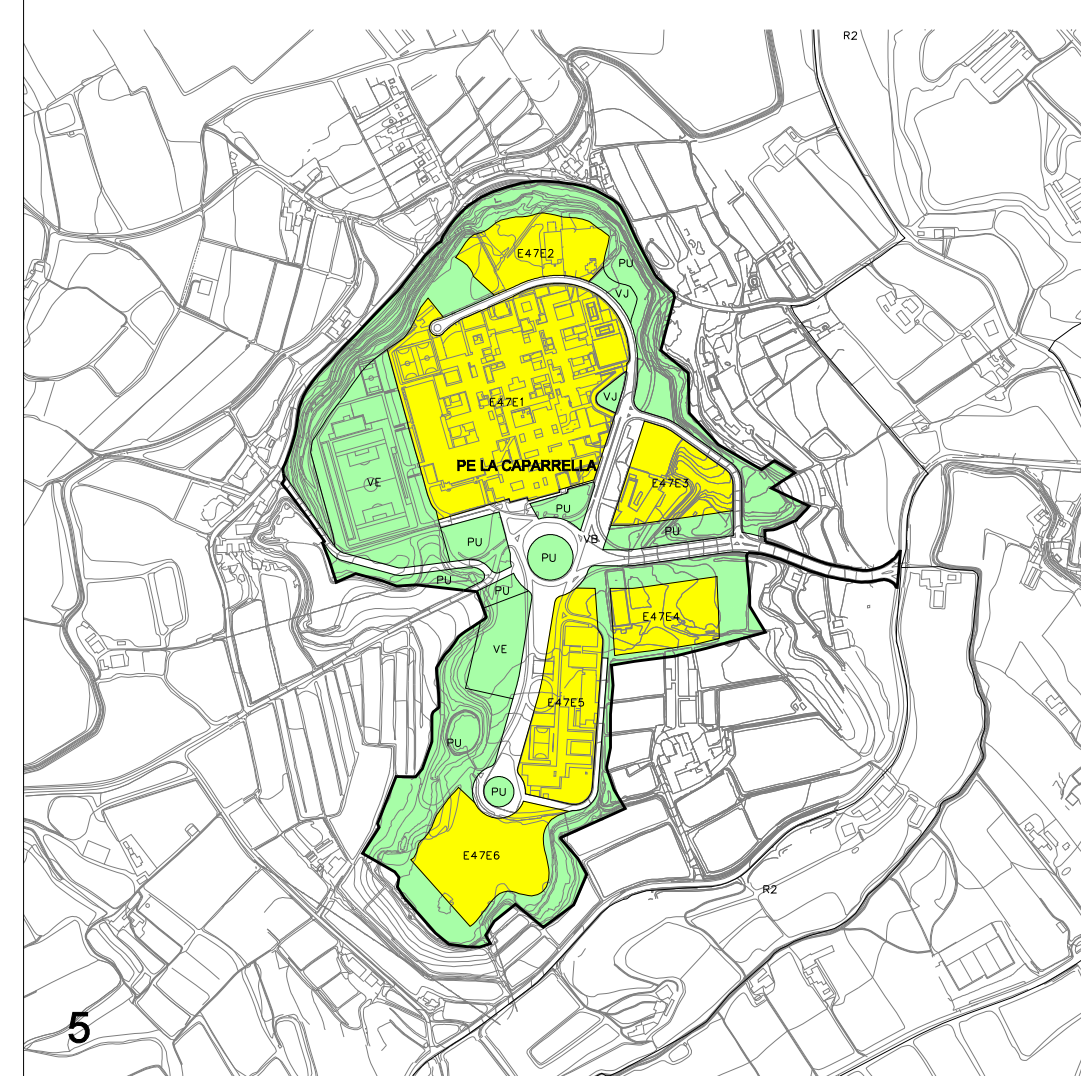 R2
E47E2
PU
VJ
E47E1
VJ
PE LA CAPARRELLA
VE
E47E3
PU
PU
VB
PU
PU
PU
PU
E47E4
VE
E47E5
PU
PU
E47E6
R2
5